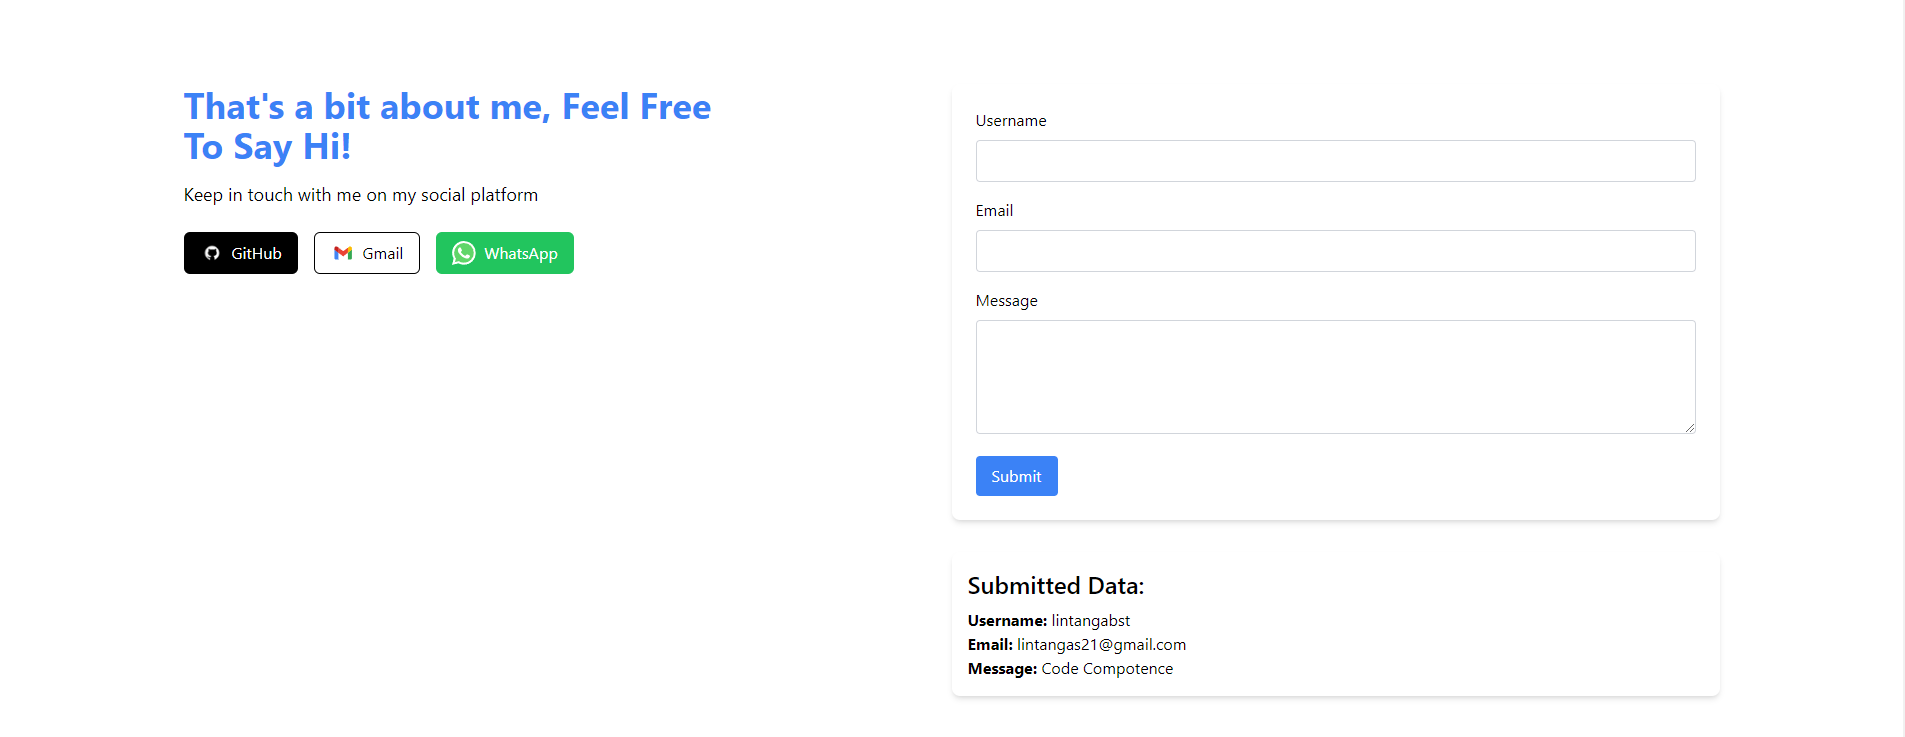 That's a bit about me, Feel Free
To Say Hi!
Keep in touch with me on my social platform
GitHub
Gmail
WhatsApp
Username
Email
Message
Submit
Submitted Data:
Username: lintangabst
Email: lintangas21@gmail.com
Message: Code Compotence